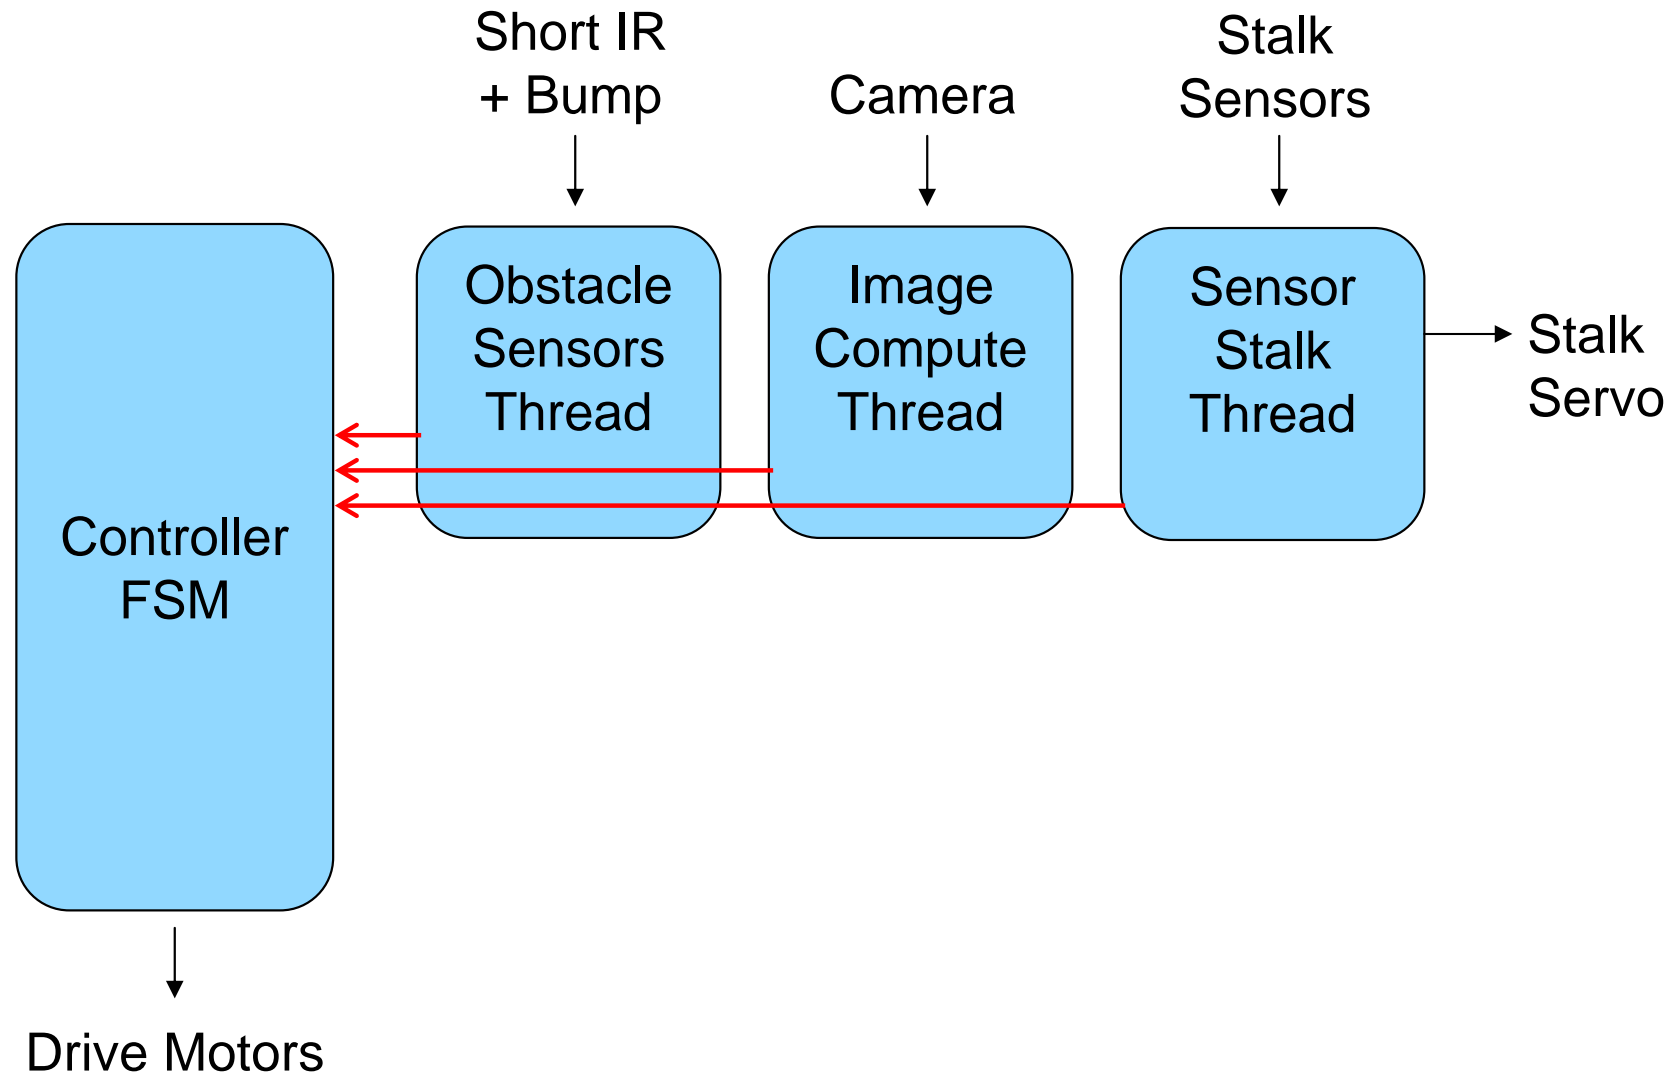 Short IR
+ Bump
Camera
Stalk
Sensors
Controller
FSM
Obstacle
Sensors
Thread
Image
Compute
Thread
Sensor
Stalk
Thread
Stalk
Servo
Drive Motors